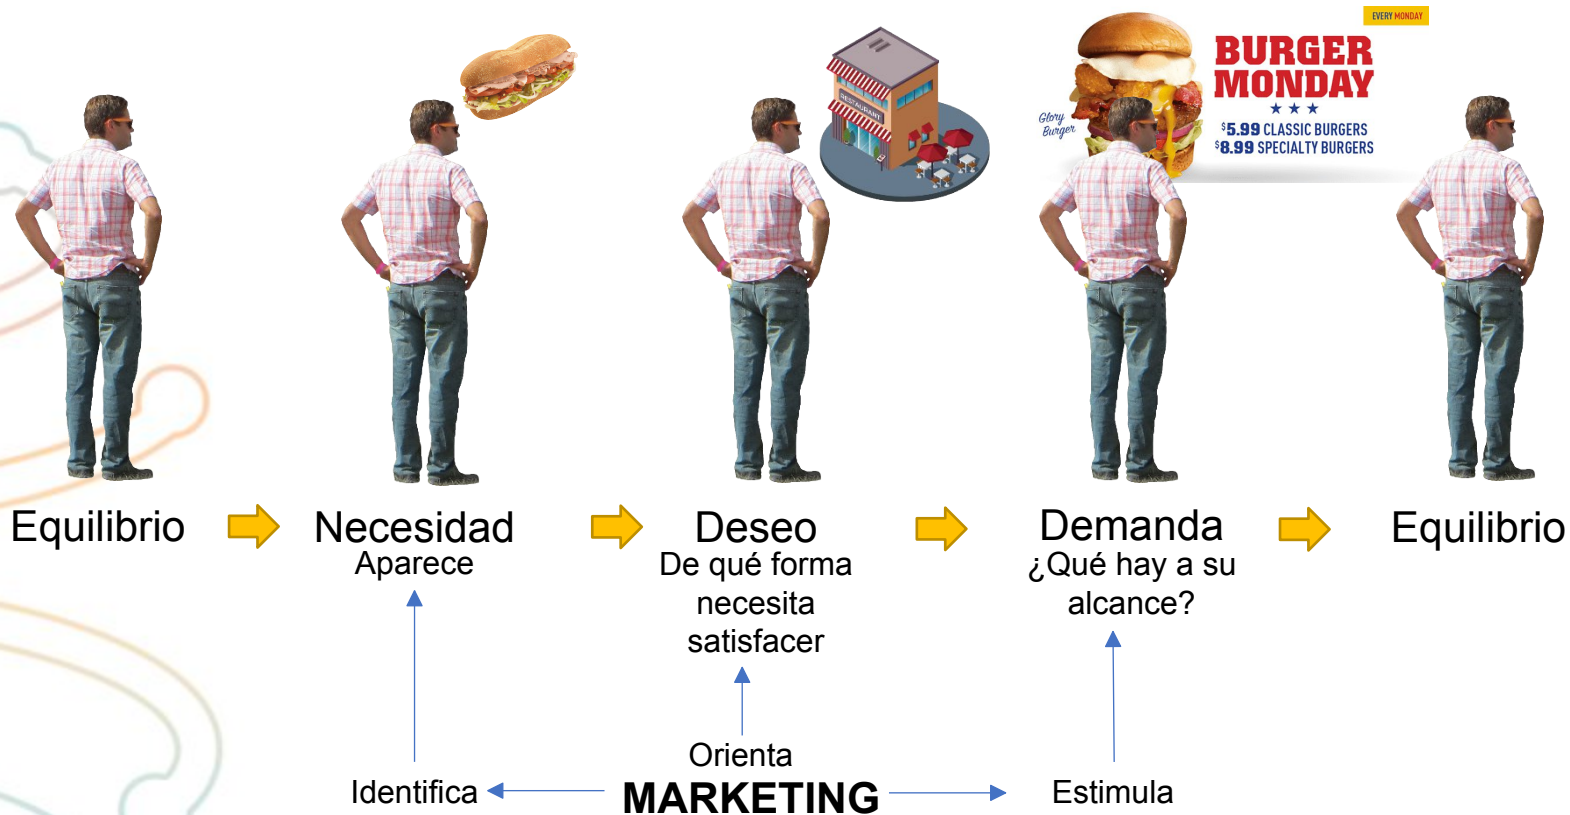 EVERY MONDAY
BURGER
MONDAY
Glory
Burger
$5.99 CLASSIC BURGERS
$8.99 SPECIALTY BURGERS
RESTAURANT
Equilibrio
Necesidad
Aparece
Deseo
De qué forma
necesita
satisfacer
Demanda
¿Qué hay a su
alcance?
Equilibrio
Orienta
Identifica
MARKETING
Estimula